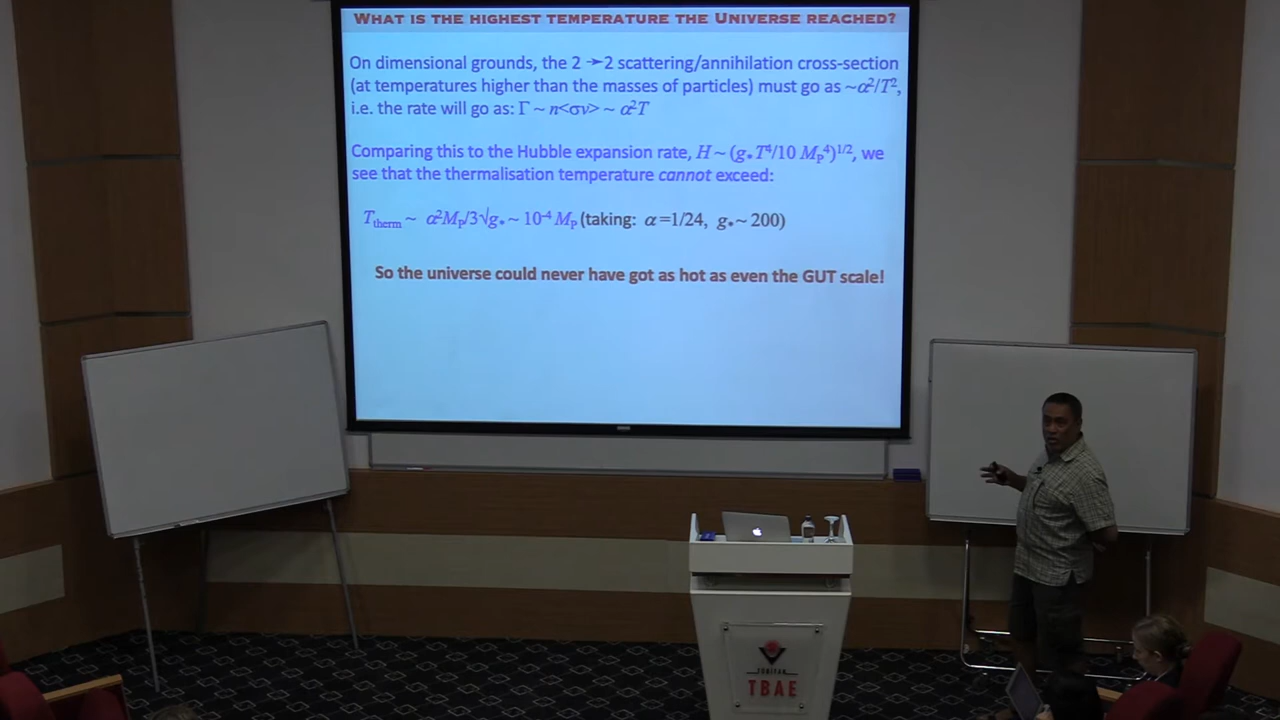 WHAT IS THE HIGHEST TEMPERATURE THE UNIVERSE REACHED?
On dimensional grounds, the 2 → 2 scattering/annihilation cross-section
(at temperatures higher than the masses of particles) must go as ~α²/T²,
i.e. the rate will go as: Γ ~ n<σv> ~ α²T
Comparing this to the Hubble expansion rate, H ~ (g* T⁴/10 M_P⁴)^1/2, we
see that the thermalisation temperature cannot exceed:
T_therm ~ α²M_P/3√g* ~ 10⁻⁴ M_P (taking: α =1/24, g* ~ 200)
So the universe could never have got as hot as even the GUT scale!
TÜBİTAK
TBAE